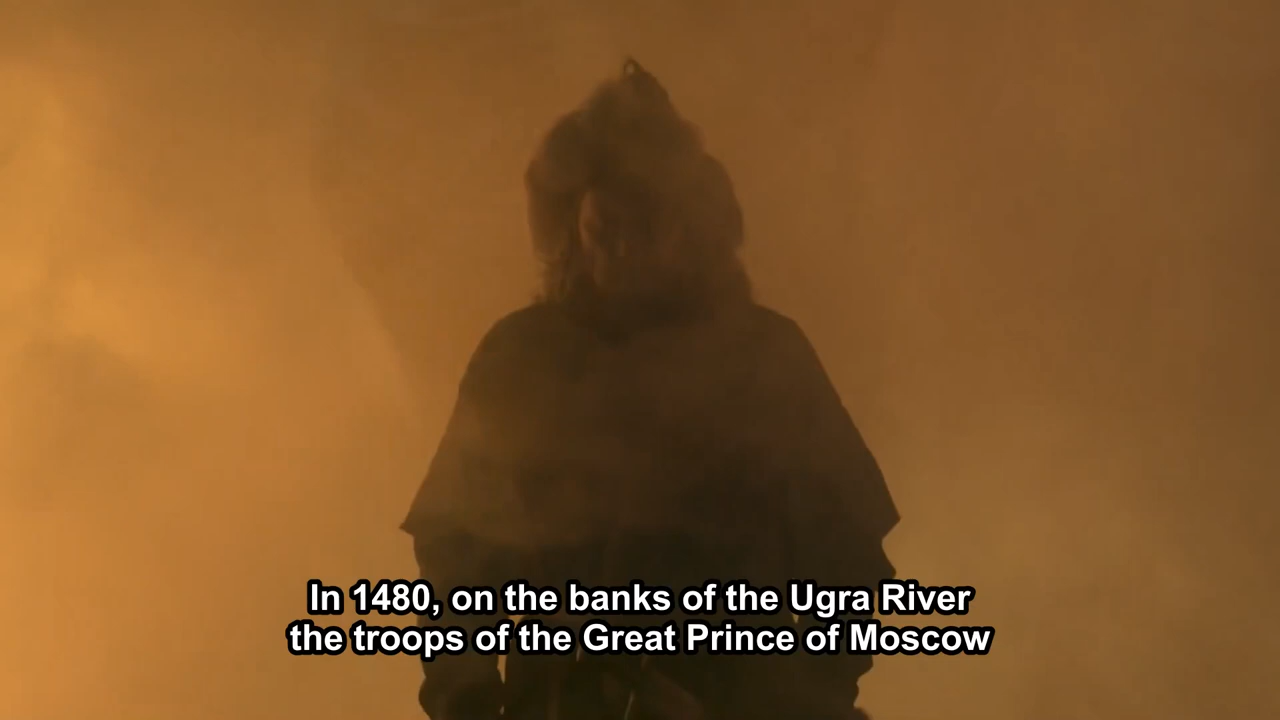 In 1480, on the banks of the Ugra River
the troops of the Great Prince of Moscow